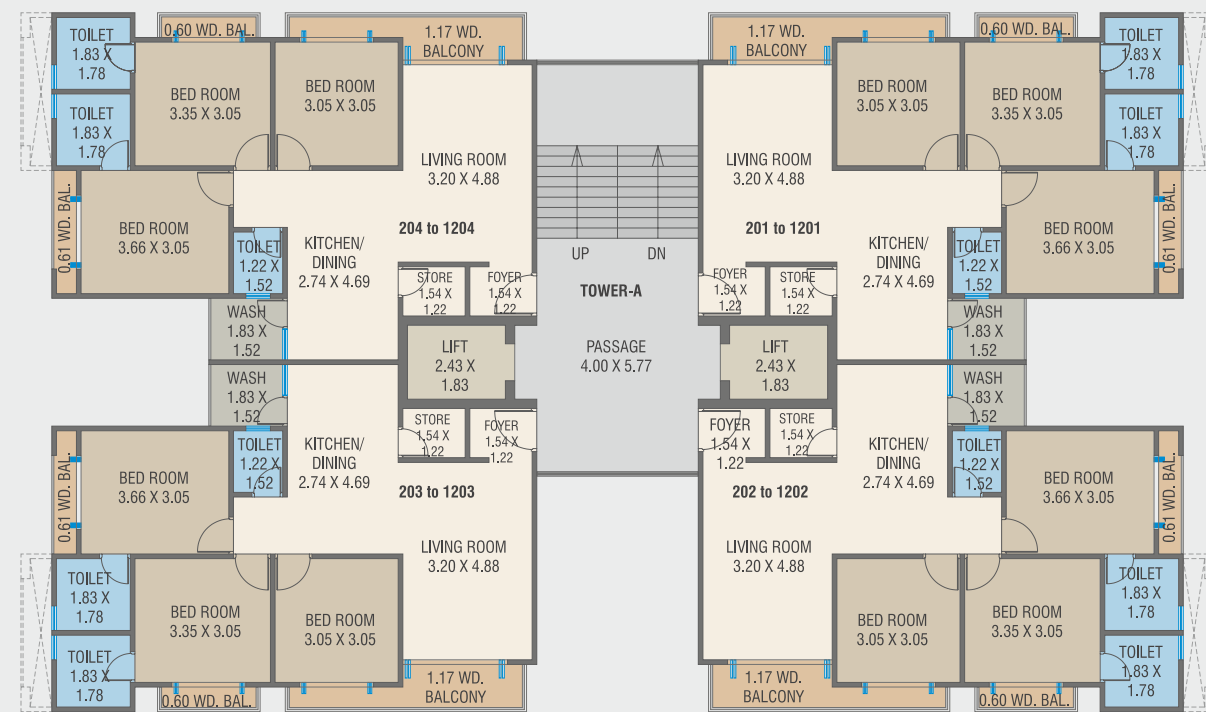 TOILET
1.83 X
1.78
0.60 WD. BAL.
1.17 WD.
BALCONY
1.17 WD.
BALCONY
0.60 WD. BAL.
TOILET
1.83 X
1.78
BED ROOM
3.35 X 3.05
BED ROOM
3.05 X 3.05
BED ROOM
3.05 X 3.05
BED ROOM
3.35 X 3.05
TOILET
1.83 X
1.78
TOILET
1.83 X
1.78
LIVING ROOM
3.20 X 4.88
LIVING ROOM
3.20 X 4.88
0.61 WD. BAL.
BED ROOM
3.66 X 3.05
204 to 1204
201 to 1201
BED ROOM
3.66 X 3.05
0.61 WD. BAL.
TOILET
1.22 X
1.52
KITCHEN/
DINING
2.74 X 4.69
UP
DN
KITCHEN/
DINING
2.74 X 4.69
TOILET
1.22 X
1.52
STORE
1.54 X
1.22
FOYER
1.54 X
1.22
TOWER-A
FOYER
1.54 X
1.22
STORE
1.54 X
1.22
WASH
1.83 X
1.52
LIFT
2.43 X
1.83
PASSAGE
4.00 X 5.77
LIFT
2.43 X
1.83
WASH
1.83 X
1.52
WASH
1.83 X
1.52
WASH
1.83 X
1.52
STORE
1.54 X
1.22
FOYER
1.54 X
1.22
FOYER
1.54 X
1.22
STORE
1.54 X
1.22
TOILET
1.22 X
1.52
KITCHEN/
DINING
2.74 X 4.69
KITCHEN/
DINING
2.74 X 4.69
TOILET
1.22 X
1.52
0.61 WD. BAL.
BED ROOM
3.66 X 3.05
203 to 1203
202 to 1202
BED ROOM
3.66 X 3.05
0.61 WD. BAL.
LIVING ROOM
3.20 X 4.88
LIVING ROOM
3.20 X 4.88
TOILET
1.83 X
1.78
TOILET
1.83 X
1.78
BED ROOM
3.35 X 3.05
BED ROOM
3.05 X 3.05
BED ROOM
3.05 X 3.05
BED ROOM
3.35 X 3.05
TOILET
1.83 X
1.78
0.60 WD. BAL.
1.17 WD.
BALCONY
1.17 WD.
BALCONY
0.60 WD. BAL.
TOILET
1.83 X
1.78